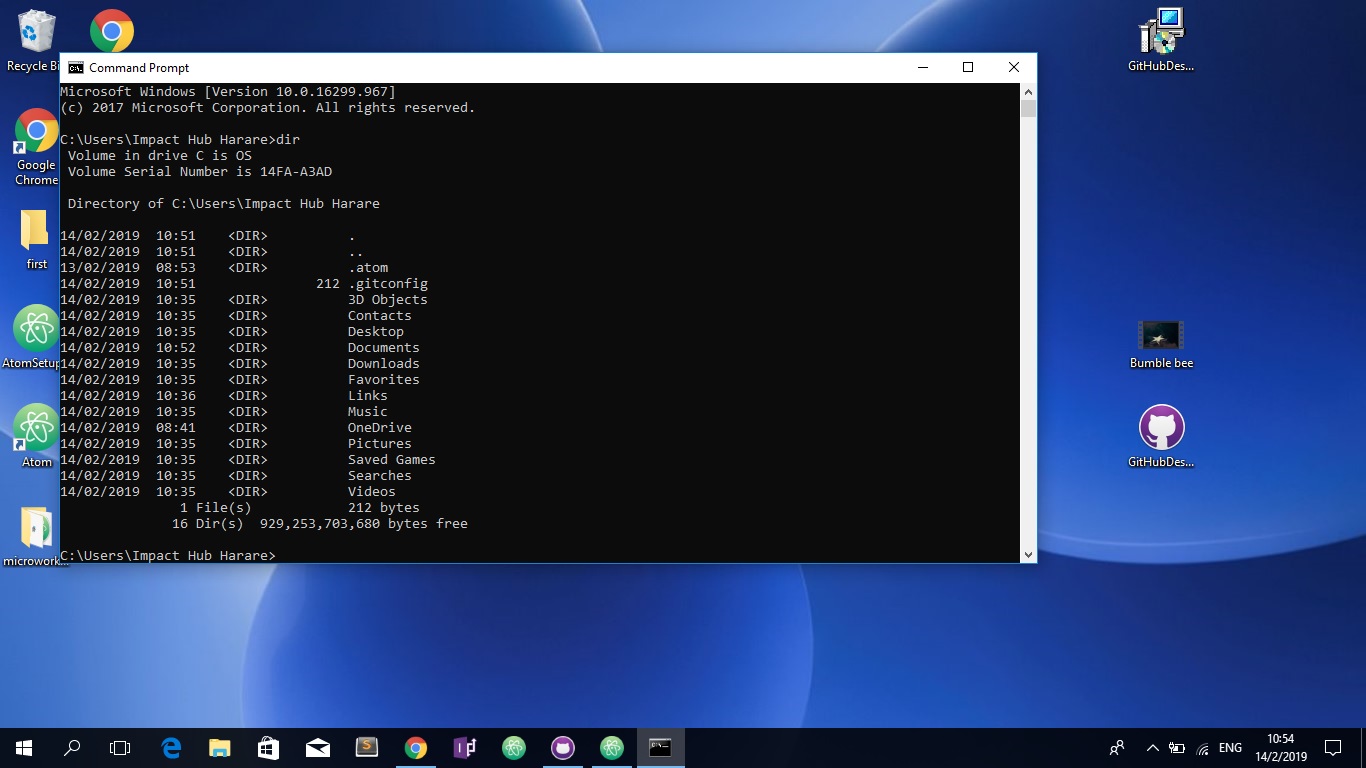 Recycle Bi
Google
Chrome
first
AtomSetup
Atom
microwork...
Command Prompt
Microsoft Windows [Version 10.0.16299.967]
(c) 2017 Microsoft Corporation. All rights reserved.
C:\Users\Impact Hub Harare>dir
Volume in drive C is OS
Volume Serial Number is 14FA-A3AD
Directory of C:\Users\Impact Hub Harare
14/02/2019  10:51    <DIR>          .
14/02/2019  10:51    <DIR>          ..
13/02/2019  08:53    <DIR>          .atom
14/02/2019  10:51               212 .gitconfig
14/02/2019  10:35    <DIR>          3D Objects
14/02/2019  10:35    <DIR>          Contacts
14/02/2019  10:35    <DIR>          Desktop
14/02/2019  10:52    <DIR>          Documents
14/02/2019  10:35    <DIR>          Downloads
14/02/2019  10:35    <DIR>          Favorites
14/02/2019  10:36    <DIR>          Links
14/02/2019  10:35    <DIR>          Music
14/02/2019  08:41    <DIR>          OneDrive
14/02/2019  10:35    <DIR>          Pictures
14/02/2019  10:35    <DIR>          Saved Games
14/02/2019  10:35    <DIR>          Searches
14/02/2019  10:35    <DIR>          Videos
1 File(s)            212 bytes
16 Dir(s)  929,253,703,680 bytes free
C:\Users\Impact Hub Harare>
GitHubDes...
Bumble bee
GitHubDes...
ENG
10:54
14/2/2019